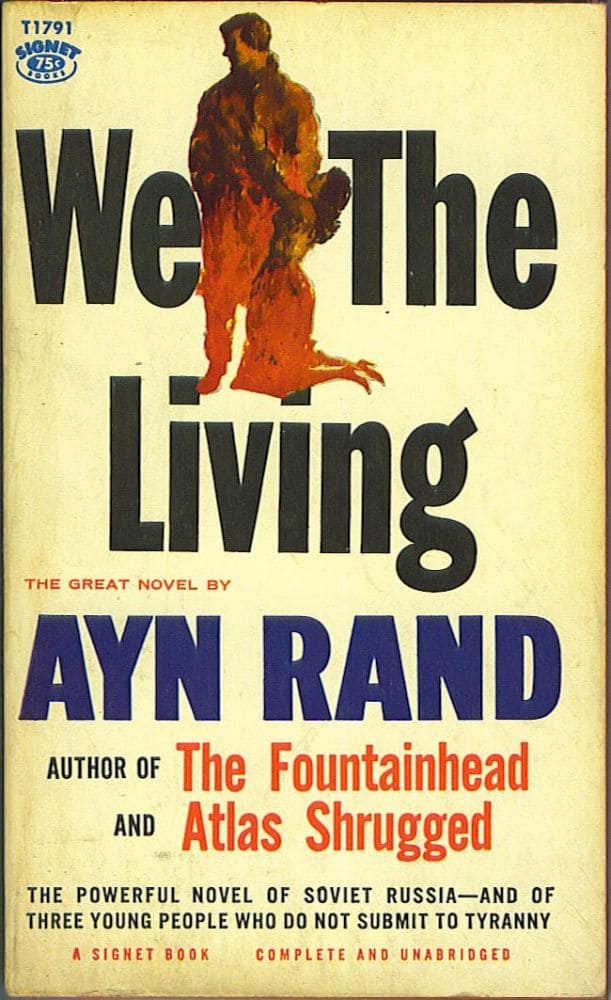 T1791
SIGNET
75¢
BOOKS
We The
Living
THE GREAT NOVEL BY
AYN RAND
AUTHOR OF The Fountainhead
AND Atlas Shrugged
THE POWERFUL NOVEL OF SOVIET RUSSIA—AND OF
THREE YOUNG PEOPLE WHO DO NOT SUBMIT TO TYRANNY
A SIGNET BOOK COMPLETE AND UNABRIDGED